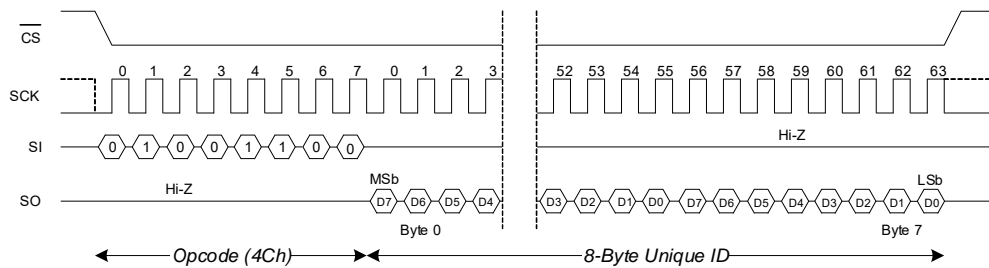 CS
0 1 2 3 4 5 6 7 0 1 2 3 52 53 54 55 56 57 58 59 60 61 62 63
SCK
SI 0 1 0 0 1 1 0 0 Hi-Z
Hi-Z MSb LSb
SO D7 D6 D5 D4 D3 D2 D1 D0 D7 D6 D5 D4 D3 D2 D1 D0
Byte 0 Byte 7
Opcode (4Ch) 8-Byte Unique ID